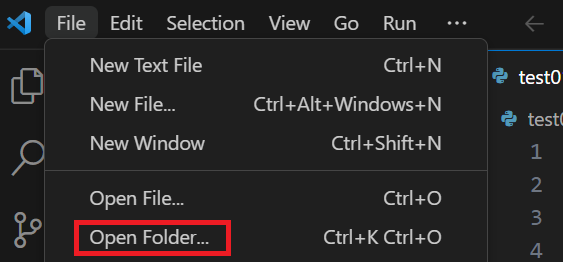 File Edit Selection View Go Run ...
New Text File Ctrl+N
test0
New File... Ctrl+Alt+Windows+N
test0
New Window Ctrl+Shift+N
1
2
Open File... Ctrl+O
3
Open Folder... Ctrl+K Ctrl+O
4